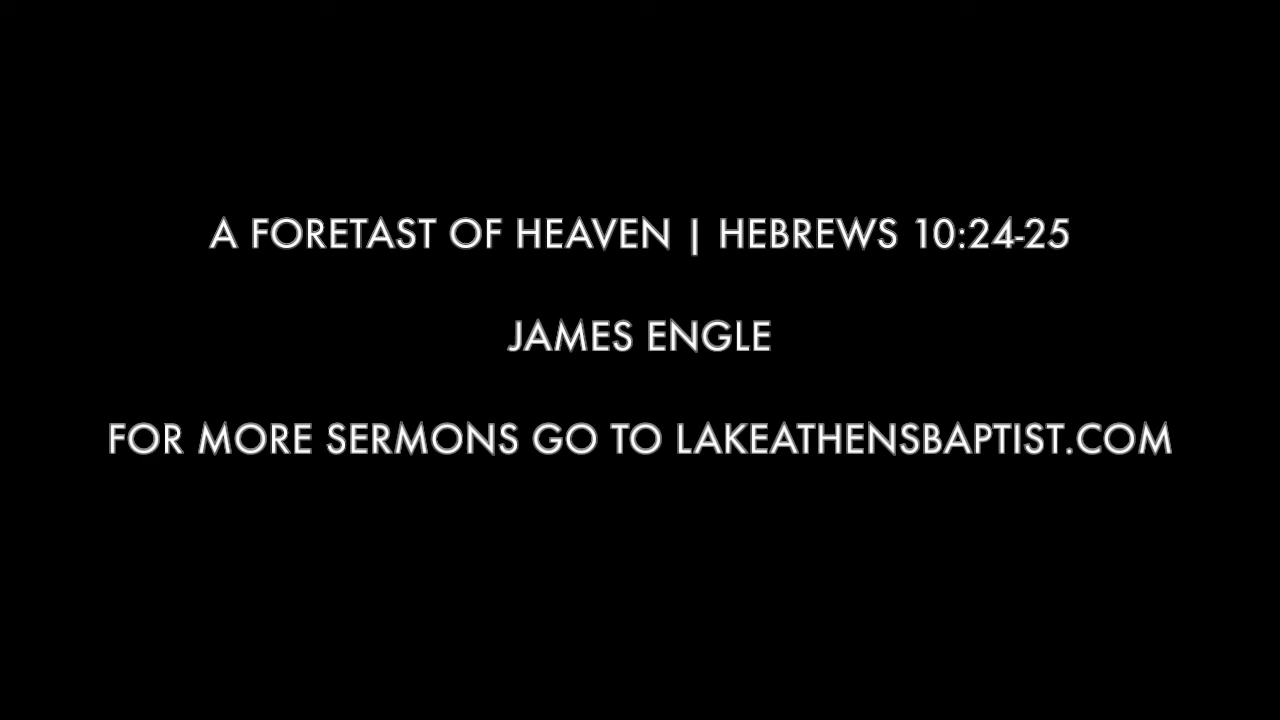 A FORETAST OF HEAVEN | HEBREWS 10:24-25
JAMES ENGLE
FOR MORE SERMONS GO TO LAKEATHENSBAPTIST.COM